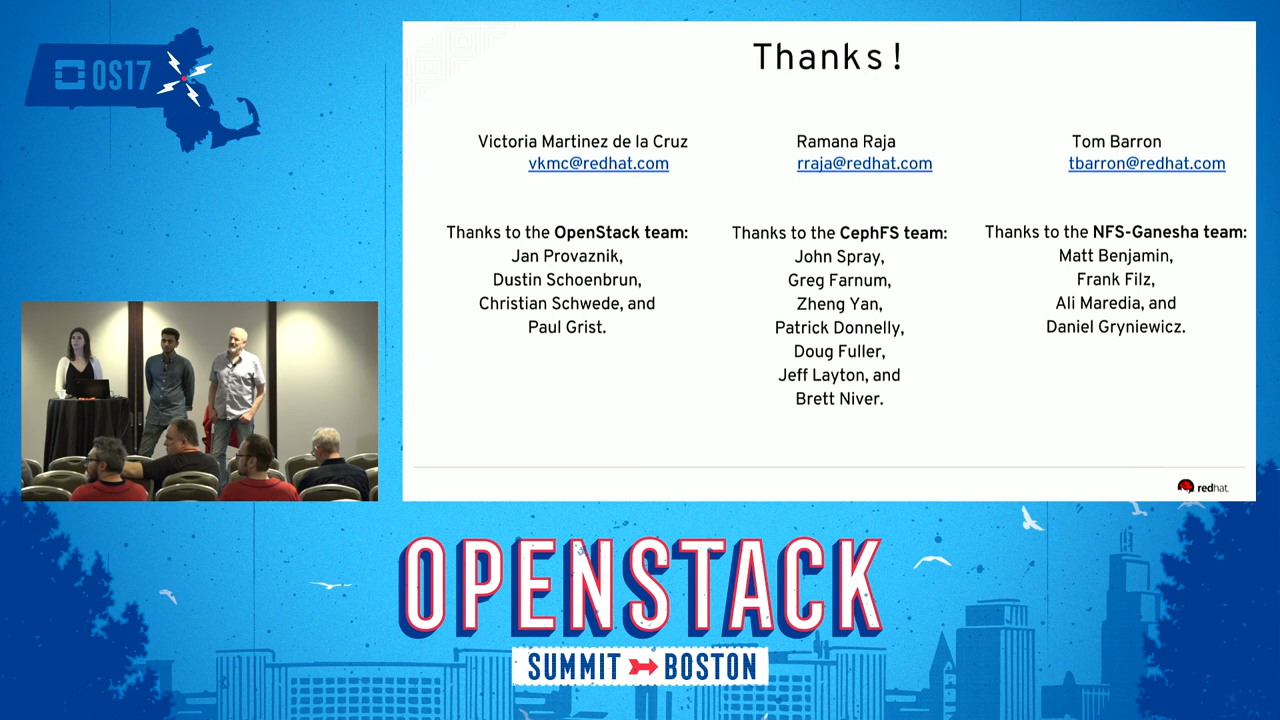 OS17
Thanks!
Victoria Martinez de la Cruz
vkmc@redhat.com
Ramana Raja
rraja@redhat.com
Tom Barron
tbarron@redhat.com
Thanks to the OpenStack team:
Jan Provaznik,
Dustin Schoenbrun,
Christian Schwede, and
Paul Grist.
Thanks to the CephFS team:
John Spray,
Greg Farnum,
Zheng Yan,
Patrick Donnelly,
Doug Fuller,
Jeff Layton, and
Brett Niver.
Thanks to the NFS-Ganesha team:
Matt Benjamin,
Frank Filz,
Ali Maredia, and
Daniel Gryniewicz.
redhat.
OPENSTACK
SUMMIT BOSTON